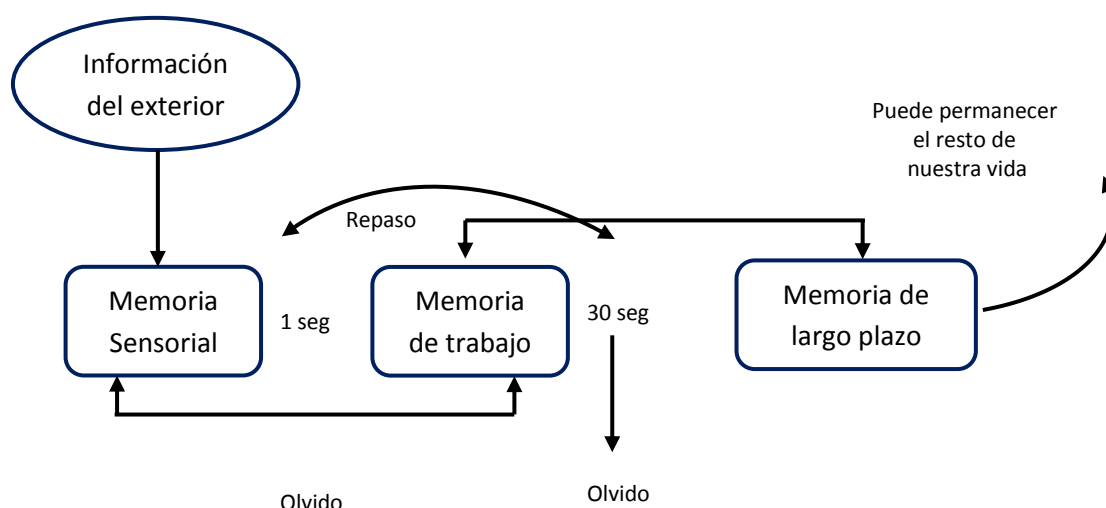 Información
del exterior
Puede permanecer
el resto de
nuestra vida
Repaso
Memoria
Sensorial
1 seg
Memoria
de trabajo
30 seg
Memoria de
largo plazo
Olvido
Olvido